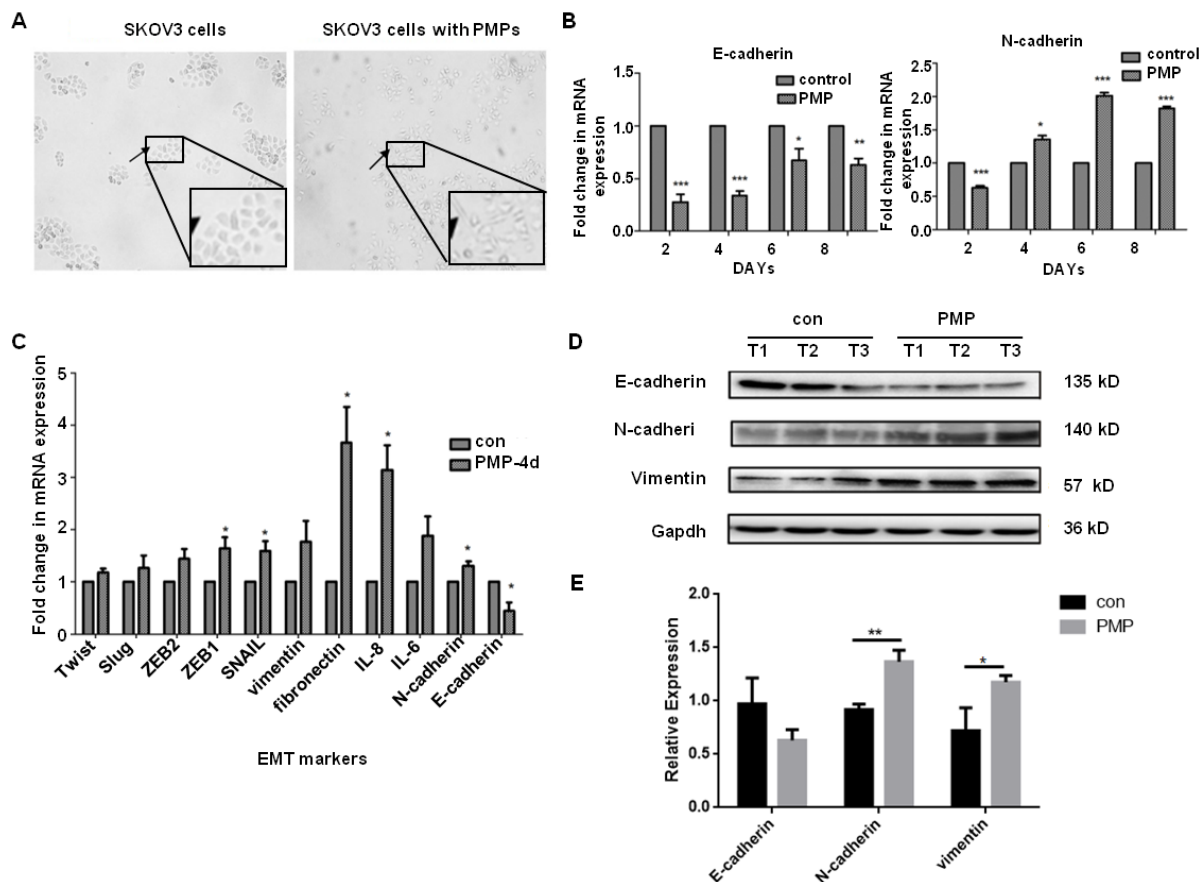 A
SKOV3 cells
SKOV3 cells with PMPs
B
E-cadherin
control
PMP
Fold change in mRNA
expression
1.5
1.0
0.5
0.0
***
***
*
**
2 4 6 8
DAYs
N-cadherin
control
PMP
Fold change in mRNA
expression
2.5
2.0
1.5
1.0
0.5
0.0
***
*
***
***
2 4 6 8
DAYs
C
Fold change in mRNA expression
5
4
3
2
1
0
con
PMP-4d
*
*
*
*
*
*
Twist
Slug
ZEB2
ZEB1
SNAIL
vimentin
fibronectin
IL-8
IL-6
N-cadherin
E-cadherin
EMT markers
D
con PMP
T1 T2 T3 T1 T2 T3
E-cadherin 135 kD
N-cadheri 140 kD
Vimentin 57 kD
Gapdh 36 kD
E
Relative Expression
2.0
1.5
1.0
0.5
0.0
con
PMP
**
*
E-cadherin
N-cadherin
vimentin